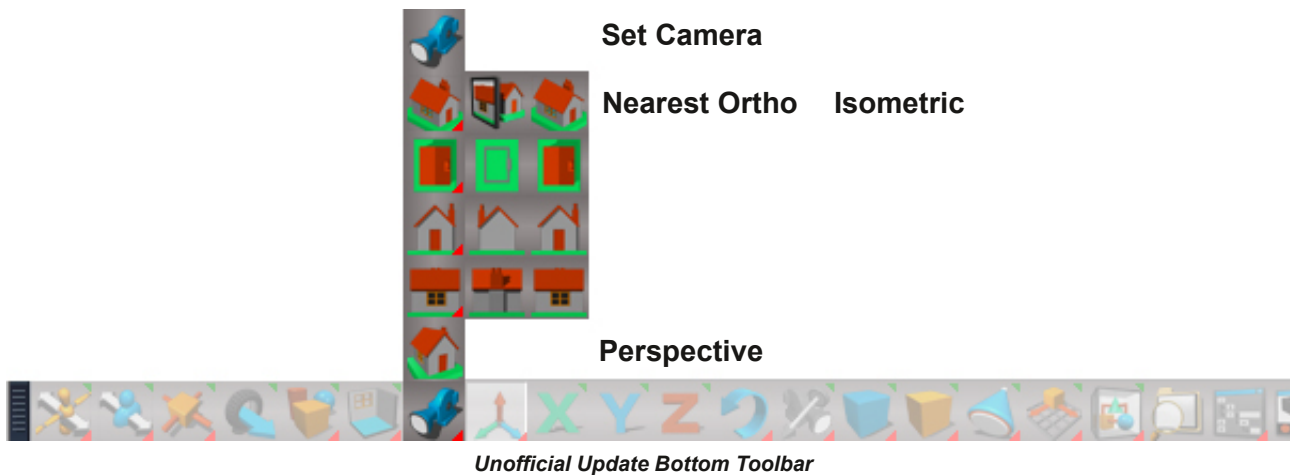 Set Camera
Nearest Ortho Isometric
Perspective
X Y Z
Unofficial Update Bottom Toolbar